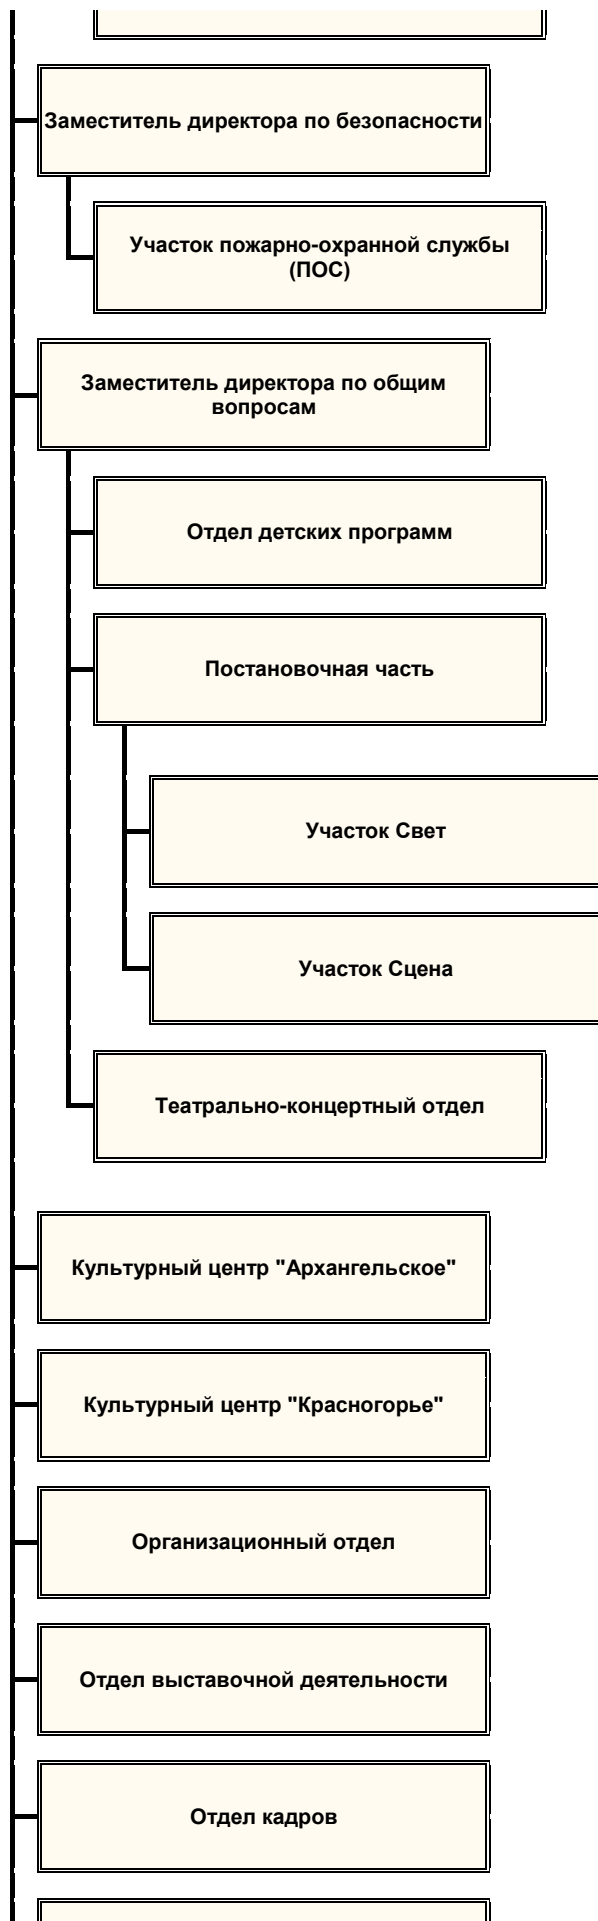 Заместитель директора по безопасности
Участок пожарно-охранной службы
(ПОС)
Заместитель директора по общим
вопросам
Отдел детских программ
Постановочная часть
Участок Свет
Участок Сцена
Театрально-концертный отдел
Культурный центр "Архангельское"
Культурный центр "Красногорье"
Организационный отдел
Отдел выставочной деятельности
Отдел кадров